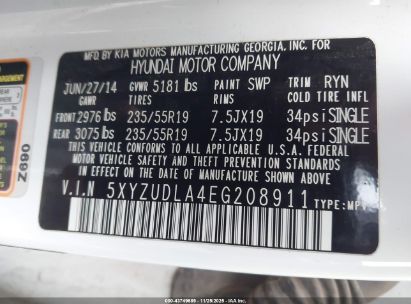 MFG BY KIA MOTORS MANUFACTURING GEORGIA, INC. FOR
HYUNDAI MOTOR COMPANY
JUN/27/14 GVWR 5181 lbs PAINT SWP TRIM RYN
GAWR TIRES RIMS COLD TIRE INFL
FRONT 2976 lbs 235/55R19 7.5JX19 34psi SINGLE
REAR 3075 lbs 235/55R19 7.5JX19 34psi SINGLE
THIS VEHICLE CONFORMS TO ALL APPLICABLE U.S.A. FEDERAL MOTOR
VEHICLE SAFETY, BUMPER, AND THEFT PREVENTION STANDARDS
IN EFFECT ON THE DATE OF MANUFACTURE SHOWN ABOVE.
V.I.N 5XYZUDLA4EG208911 TYPE:MPV